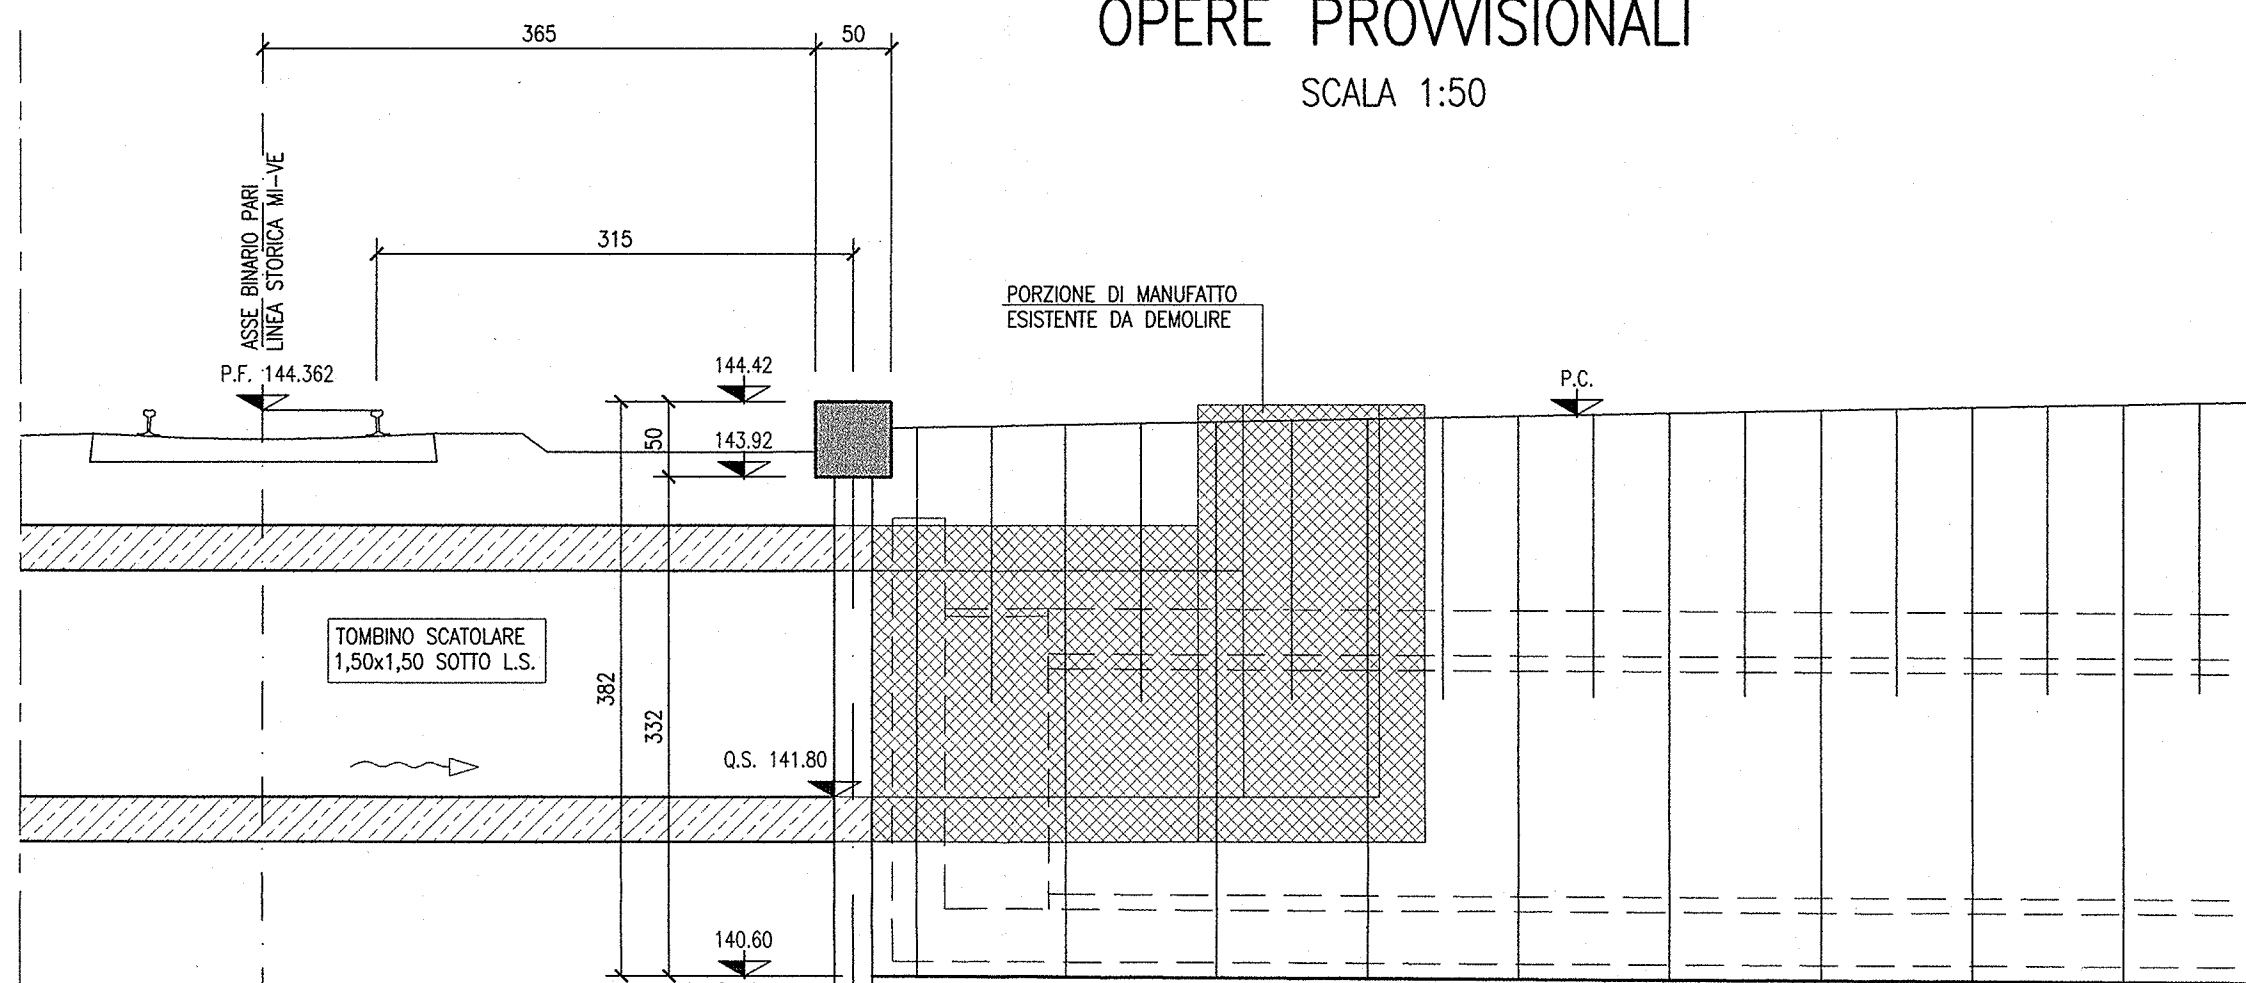 OPERE PROVVISIONALI
SCALA 1:50
365
50
ASSE BINARIO PARI
LINEA STORICA MI-VE
315
PORZIONE DI MANUFATTO
ESISTENTE DA DEMOLIRE
P.F. 144.362
144.42
P.C.
50
143.92
TOMBINO SCATOLARE
1,50x1,50 SOTTO L.S.
382
332
Q.S. 141.80
140.60